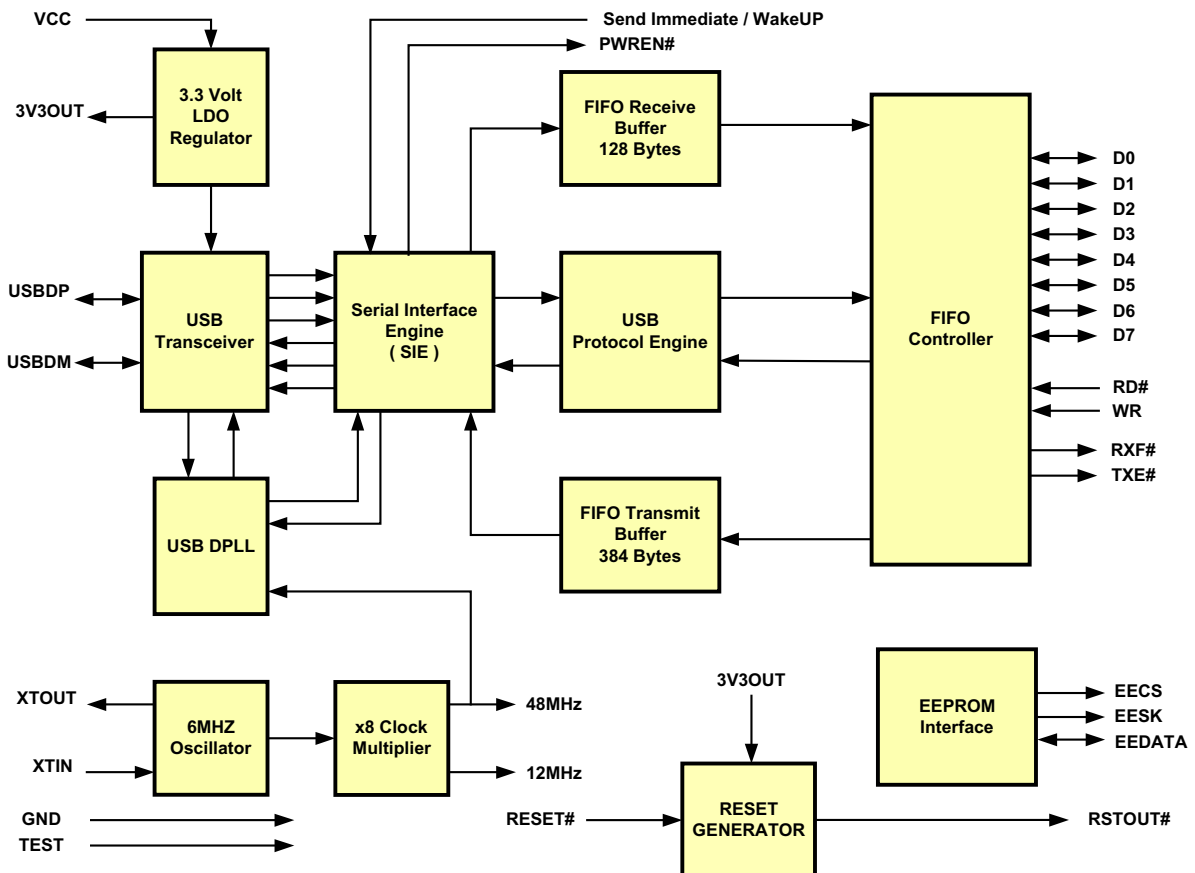 VCC
Send Immediate / WakeUP
PWREN#
3V3OUT
3.3 Volt
LDO
Regulator
FIFO Receive
Buffer
128 Bytes
D0
D1
D2
D3
D4
D5
D6
D7
USBDP
USBDM
USB
Transceiver
Serial Interface
Engine
( SIE )
USB
Protocol Engine
FIFO
Controller
RD#
WR
RXF#
TXE#
USB DPLL
FIFO Transmit
Buffer
384 Bytes
XTOUT
XTIN
6MHZ
Oscillator
x8 Clock
Multiplier
48MHz
12MHz
3V3OUT
EEPROM
Interface
EECS
EESK
EEDATA
GND
TEST
RESET#
RESET
GENERATOR
RSTOUT#